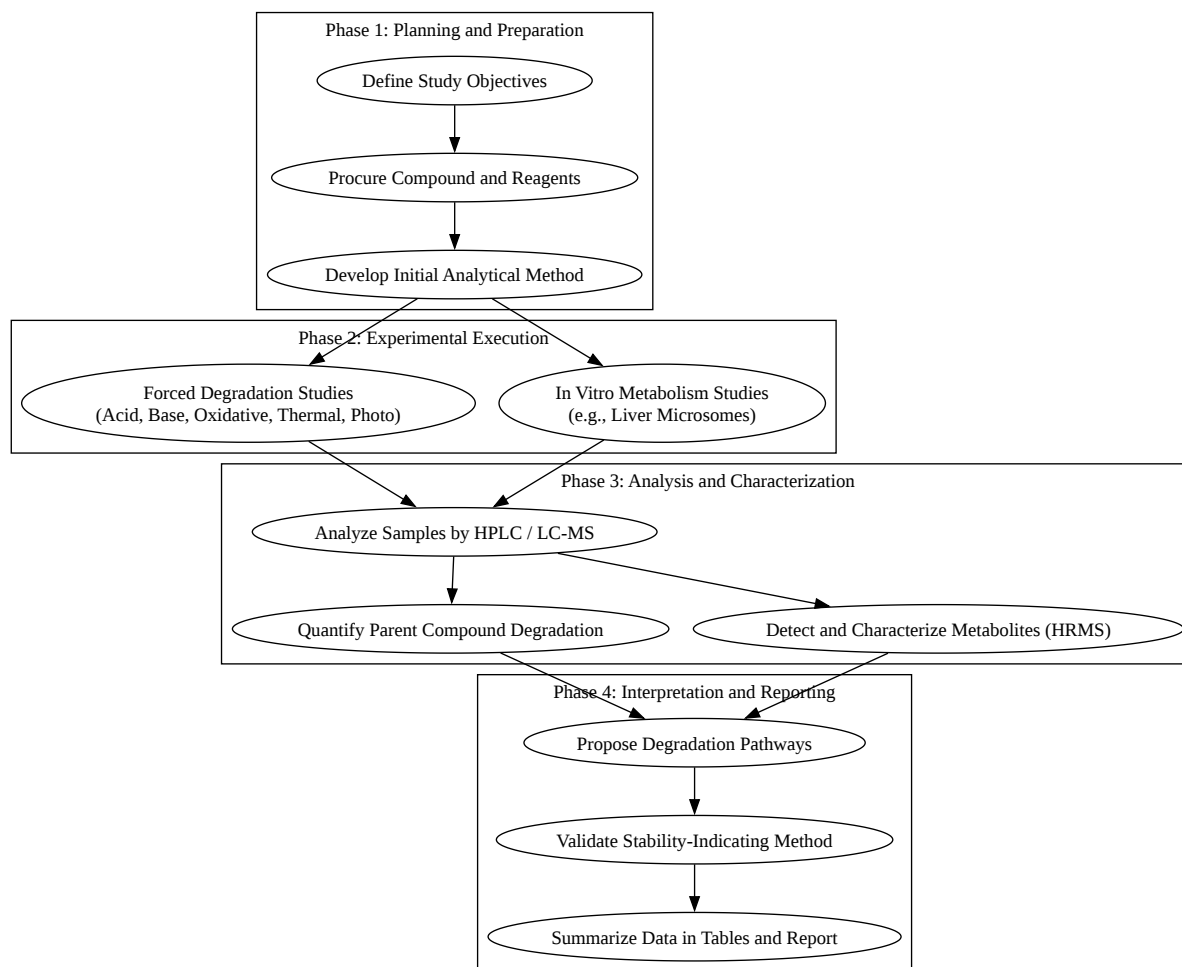 Phase 1: Planning and Preparation
Define Study Objectives
Procure Compound and Reagents
Develop Initial Analytical Method
Phase 2: Experimental Execution
Forced Degradation Studies
(Acid, Base, Oxidative, Thermal, Photo)
In Vitro Metabolism Studies
(e.g., Liver Microsomes)
Phase 3: Analysis and Characterization
Analyze Samples by HPLC / LC-MS
Quantify Parent Compound Degradation
Detect and Characterize Metabolites (HRMS)
Phase 4: Interpretation and Reporting
Propose Degradation Pathways
Validate Stability-Indicating Method
Summarize Data in Tables and Report